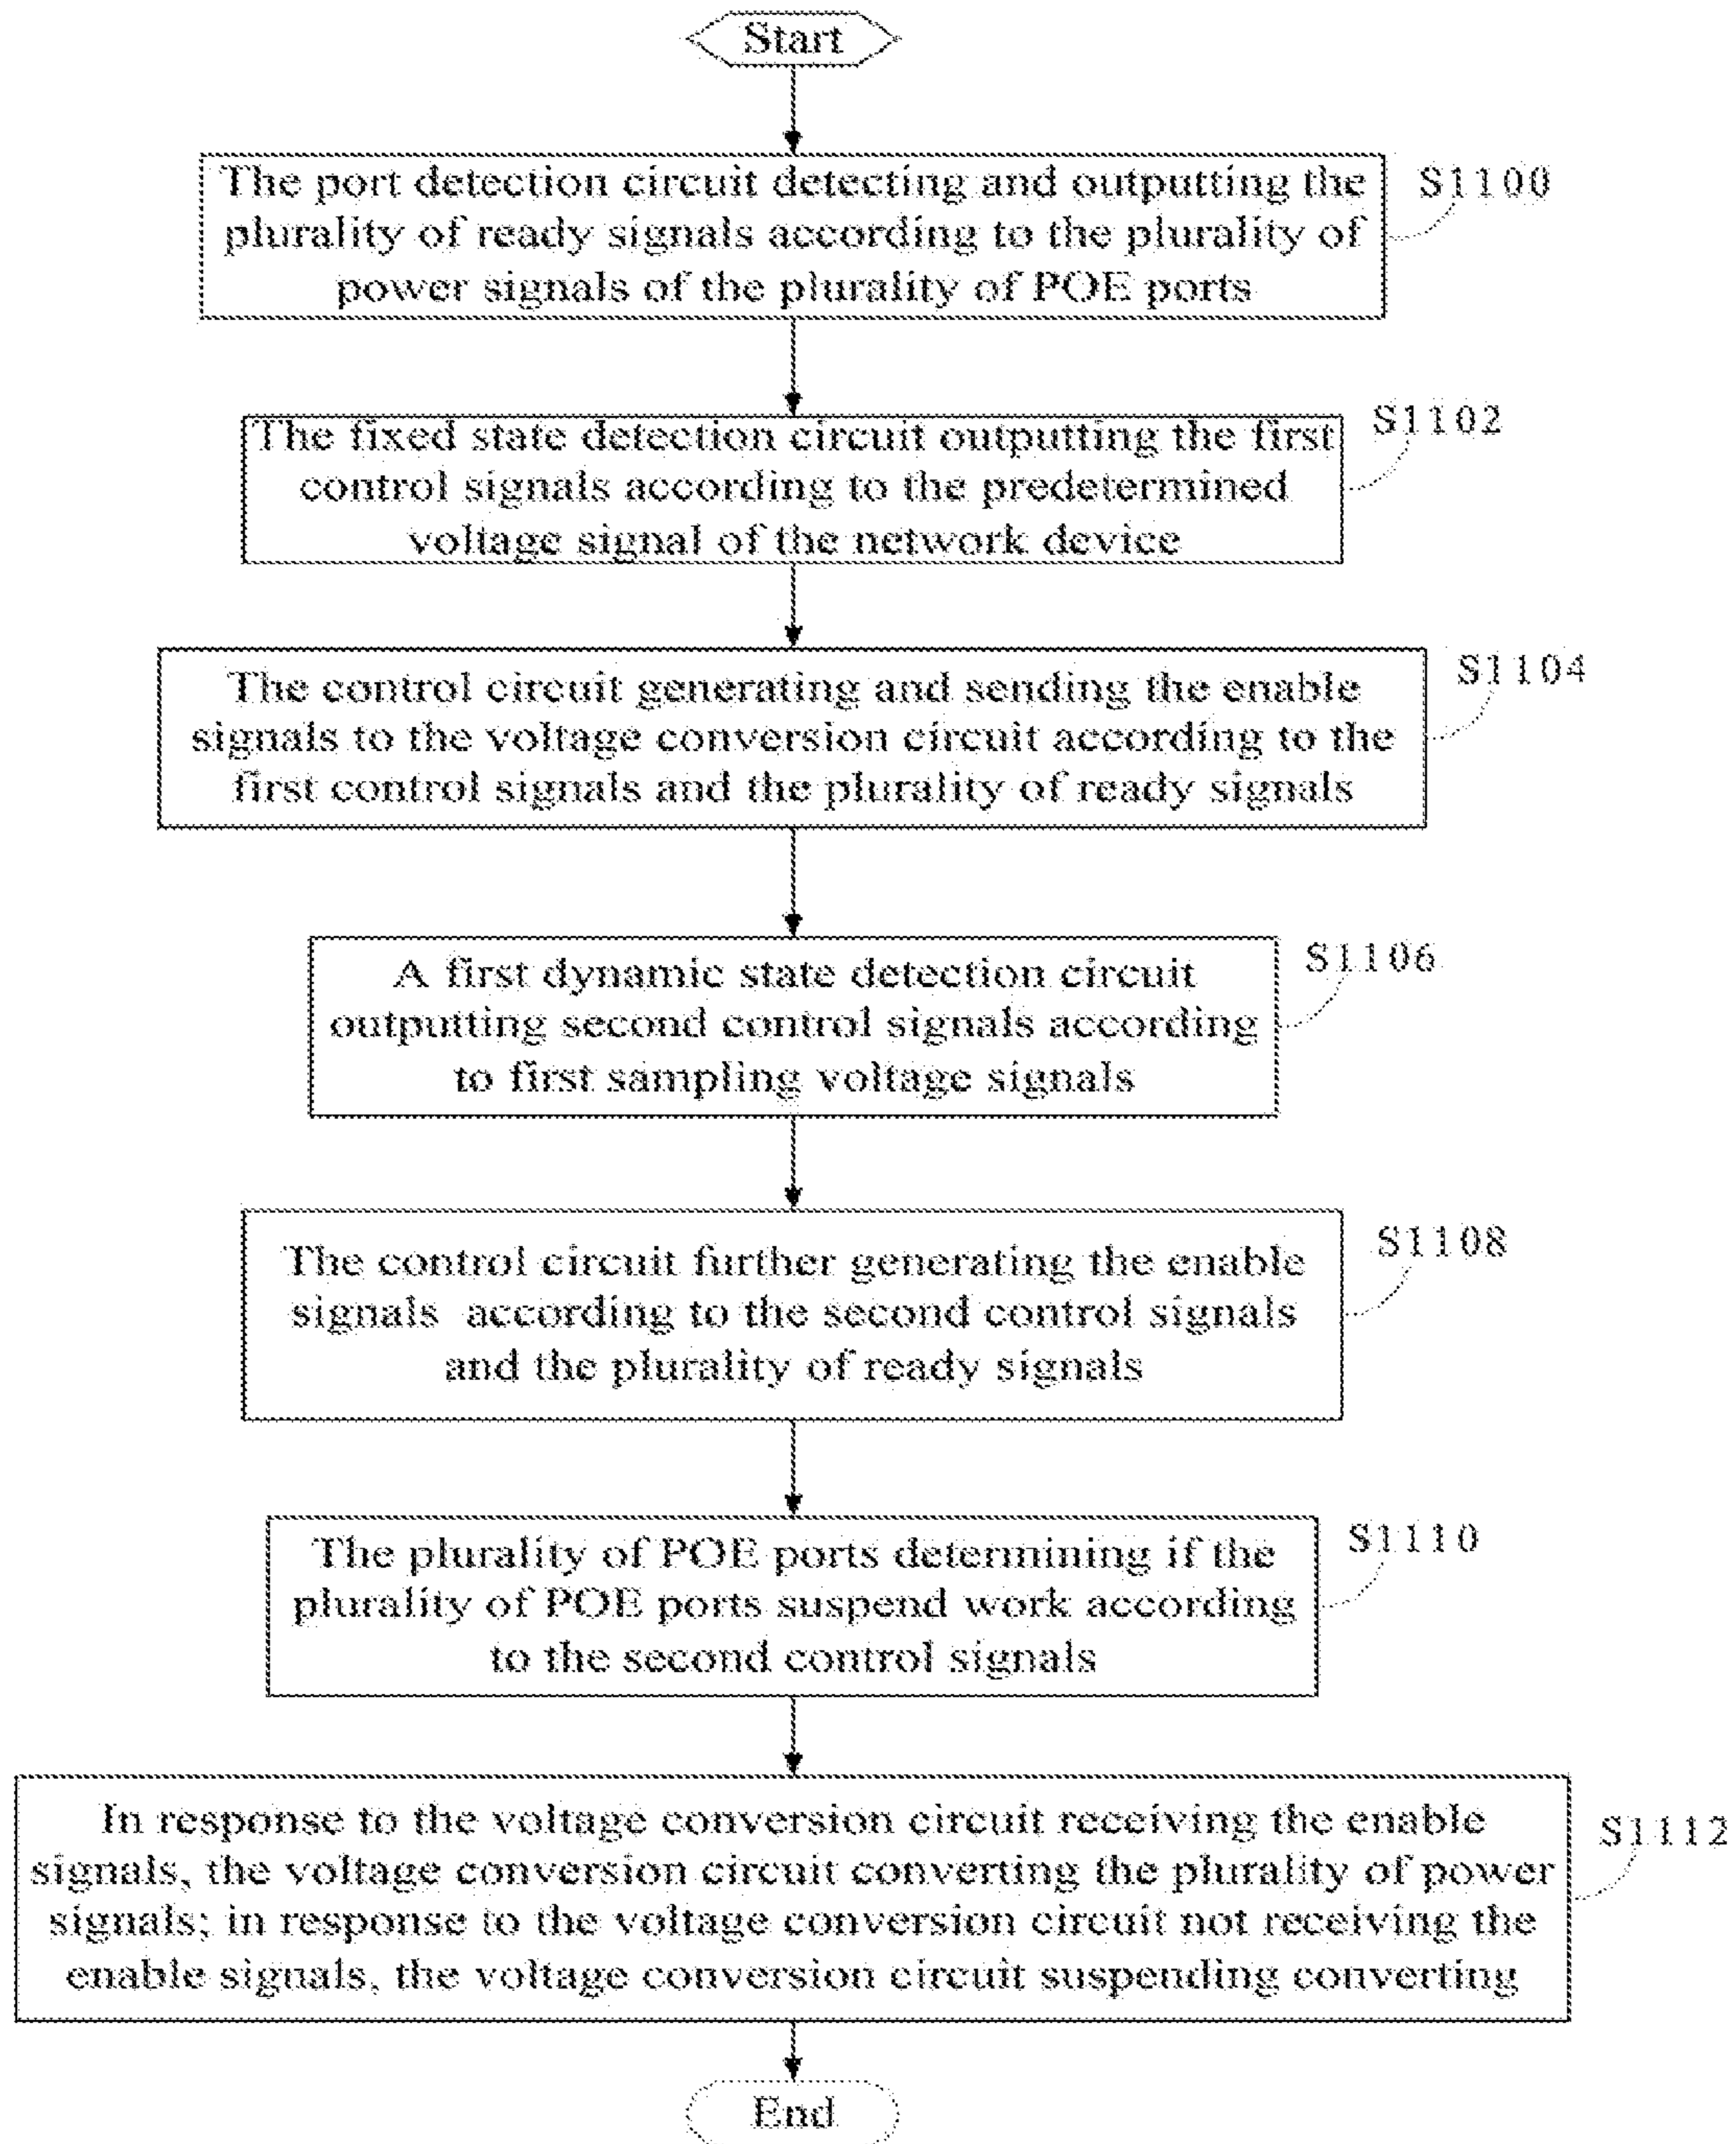 Start
The port detection circuit detecting and outputting the
plurality of ready signals according to the plurality of
power signals of the plurality of POE ports
S1100
The fixed state detection circuit outputting the first
control signals according to the predetermined
voltage signal of the network device
S1102
The control circuit generating and sending the enable
signals to the voltage conversion circuit according to the
first control signals and the plurality of ready signals
S1104
A first dynamic state detection circuit
outputting second control signals according
to first sampling voltage signals
S1106
The control circuit further generating the enable
signals according to the second control signals
and the plurality of ready signals
S1108
The plurality of POE ports determining if the
plurality of POE ports suspend work according
to the second control signals
S1110
In response to the voltage conversion circuit receiving the enable
signals, the voltage conversion circuit converting the plurality of power
signals; in response to the voltage conversion circuit not receiving the
enable signals, the voltage conversion circuit suspending converting
S1112
End